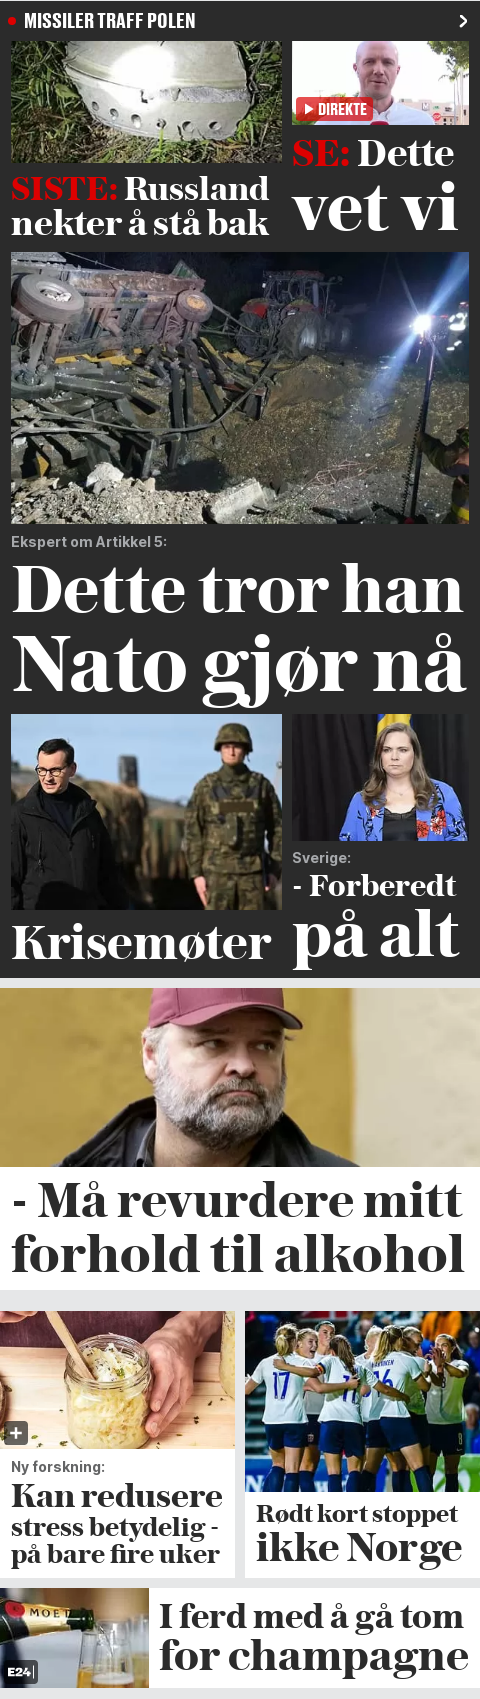 MISSILER TRAFF POLEN
SISTE: Russland
nekter å stå bak
DIREKTE
SE: Dette
vet vi
Ekspert om Artikkel 5:
Dette tror han
Nato gjør nå
Krisemøter
Sverige:
- Forberedt
på alt
- Må revurdere mitt
forhold til alkohol
Ny forskning:
Kan redusere
stress betydelig -
på bare fire uker
17
16
Rødt kort stoppet
ikke Norge
MOET
E24
I ferd med å gå tom
for champagne